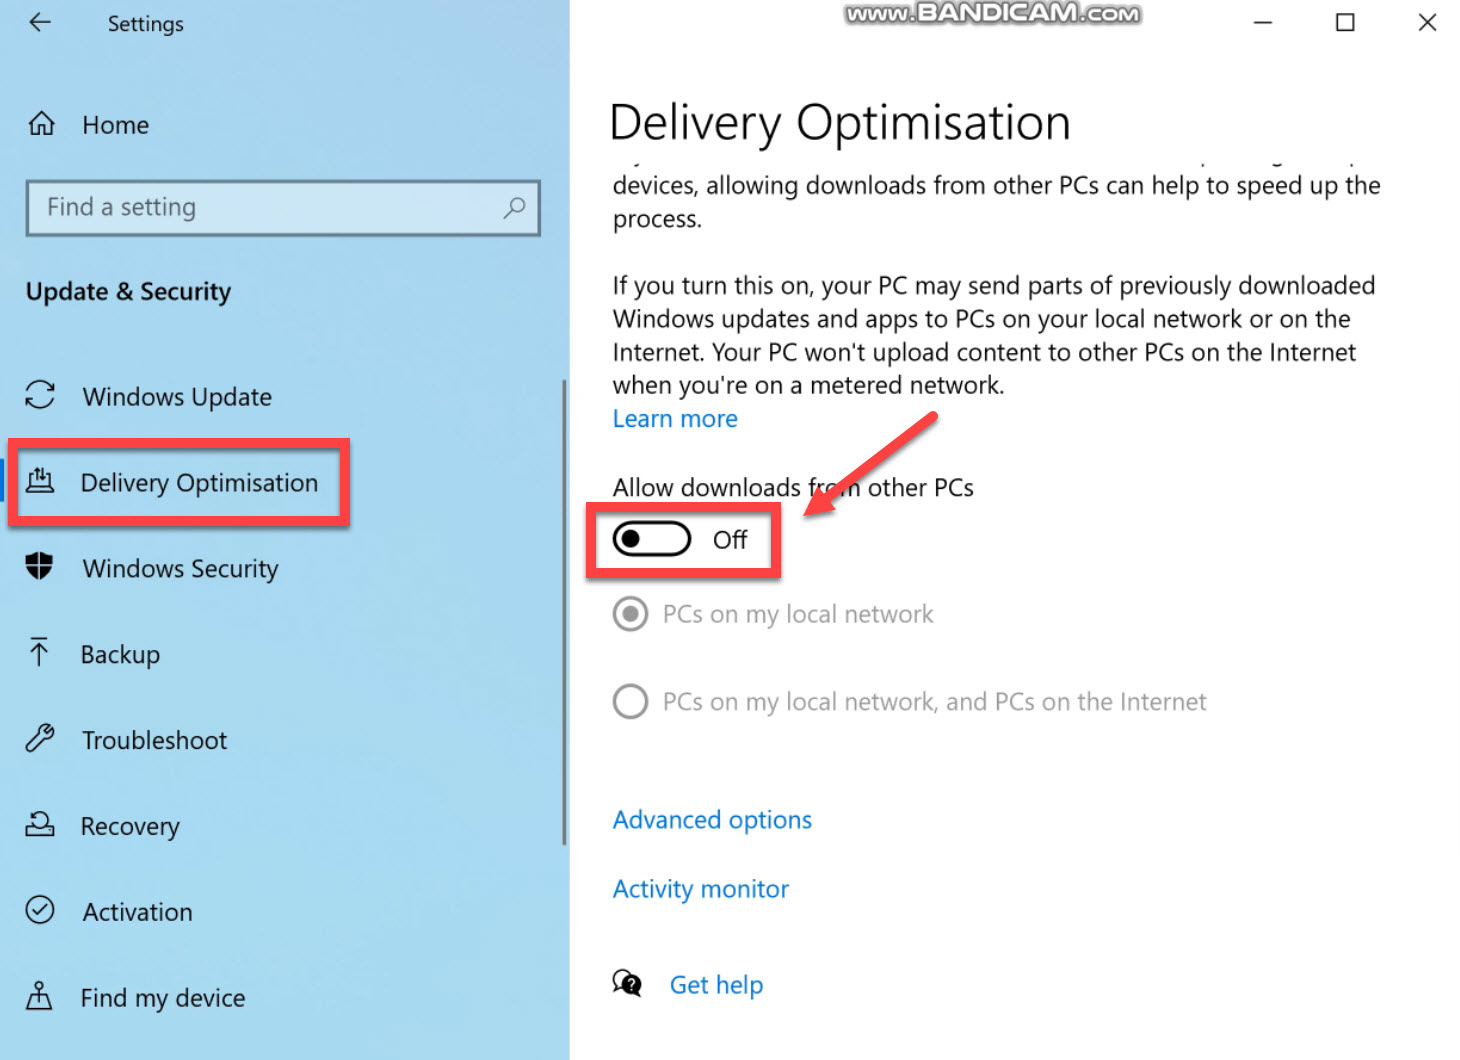 Settings
www.BANDICAM.com
Home
Find a setting
Update & Security
Windows Update
Delivery Optimisation
Windows Security
Backup
Troubleshoot
Recovery
Activation
Find my device
Delivery Optimisation
devices, allowing downloads from other PCs can help to speed up the
process.
If you turn this on, your PC may send parts of previously downloaded
Windows updates and apps to PCs on your local network or on the
Internet. Your PC won't upload content to other PCs on the Internet
when you're on a metered network.
Learn more
Allow downloads from other PCs
Off
PCs on my local network
PCs on my local network, and PCs on the Internet
Advanced options
Activity monitor
Get help